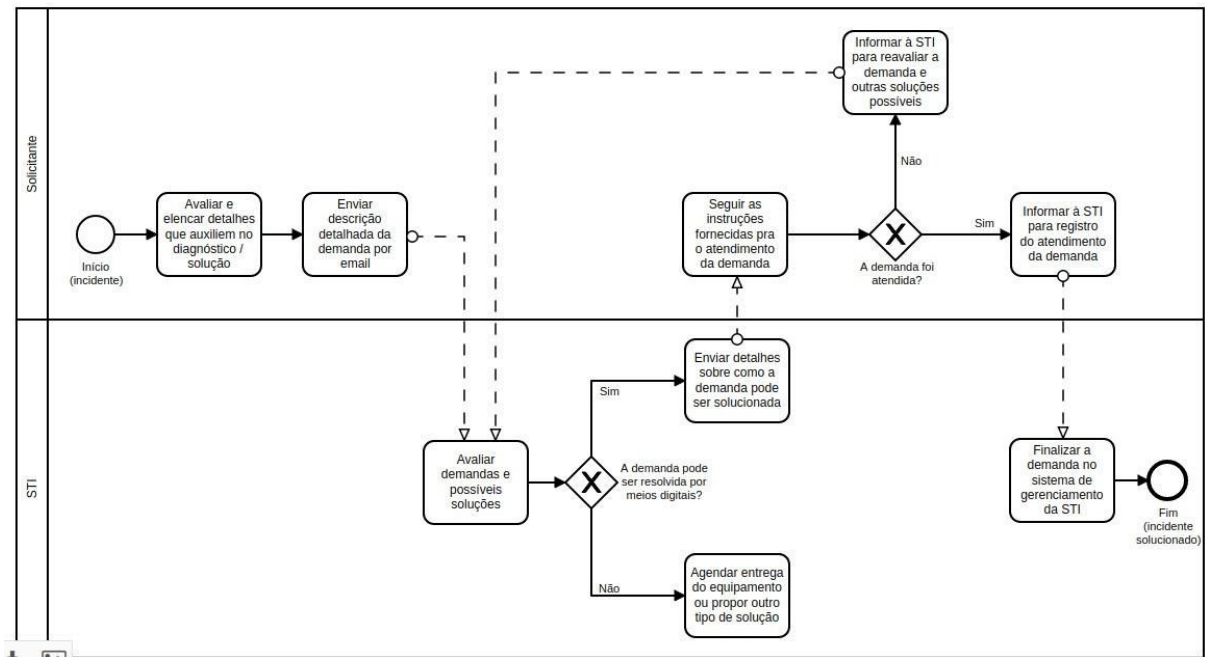 Solicitante
Início
(incidente)
Avaliar e
elencar detalhes
que auxiliem no
diagnóstico /
solução
Enviar
descrição
detalhada da
demanda por
email
Seguir as
instruções
fornecidas pra
o atendimento
da demanda
A demanda foi
atendida?
Não
Informar à STI
para reavaliar a
demanda e
outras soluções
possíveis
Sim
Informar à STI
para registro
do atendimento
da demanda
STI
Avaliar
demandas e
possíveis
soluções
A demanda pode
ser resolvida por
meios digitais?
Sim
Enviar detalhes
sobre como a
demanda pode
ser solucionada
Não
Agendar entrega
do equipamento
ou propor outro
tipo de solução
Finalizar a
demanda no
sistema de
gerenciamento
da STI
Fim
(incidente
solucionado)